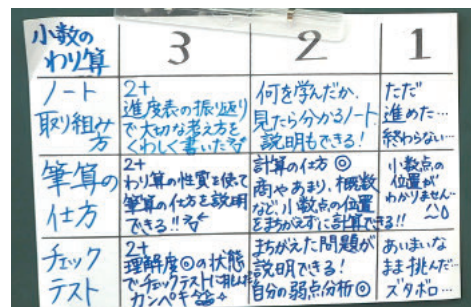 小数の
わり算
3
2
1
ノート
取り組み
方
2+
進度表の振り返り
で大切な考え方を
くわしく書いた
何を学んだか、
見たら分かるノート
説明もできる！
ただ
進めた…
終わらない…
筆算の
仕方
2+
わり算の性質を使って
筆算の仕方を説明
できる!!
計算の仕方◎
商やあまり、概数
など、小数点の位置
をまちがえずに計算できる!!
小数点の
位置が
わかりません…
チェック
テスト
2+
理解度◎の状態
でチェックテストに挑んだ
カンペキ
まちがえた問題が
説明できる！
自分の弱点分析◎
あいまいな
まま挑んだ…
ズタボロ…